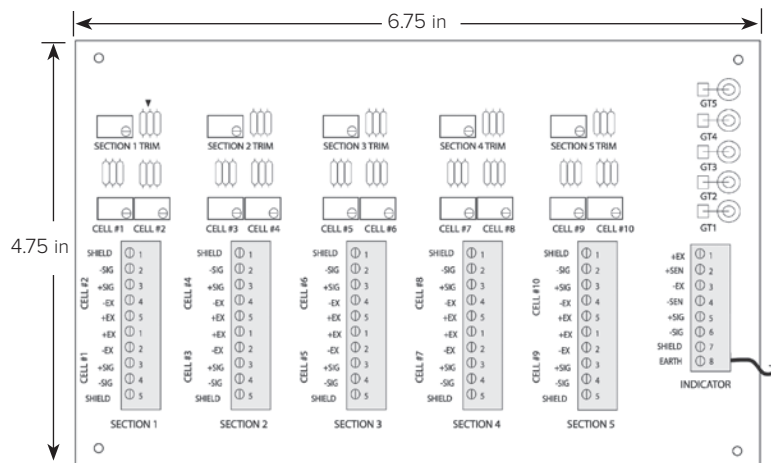 6.75 in
4.75 in
GT5
GT4
GT3
GT2
GT1
SECTION 1 TRIM
SECTION 2 TRIM
SECTION 3 TRIM
SECTION 4 TRIM
SECTION 5 TRIM
CELL #1 CELL #2
CELL #3 CELL #4
CELL #5 CELL #6
CELL #7 CELL #8
CELL #9 CELL #10
CELL #2
CELL #1
SHIELD 1
-SIG 2
+SIG 3
-EX 4
+EX 5
+EX 1
-EX 2
+SIG 3
-SIG 4
SHIELD 5
SECTION 1
CELL #4
CELL #3
SHIELD 1
-SIG 2
+SIG 3
-EX 4
+EX 5
+EX 1
-EX 2
+SIG 3
-SIG 4
SHIELD 5
SECTION 2
CELL #6
CELL #5
SHIELD 1
-SIG 2
+SIG 3
-EX 4
+EX 5
+EX 1
-EX 2
+SIG 3
-SIG 4
SHIELD 5
SECTION 3
CELL #8
CELL #7
SHIELD 1
-SIG 2
+SIG 3
-EX 4
+EX 5
+EX 1
-EX 2
+SIG 3
-SIG 4
SHIELD 5
SECTION 4
CELL #10
CELL #9
SHIELD 1
-SIG 2
+SIG 3
-EX 4
+EX 5
+EX 1
-EX 2
+SIG 3
-SIG 4
SHIELD 5
SECTION 5
+EX 1
+SEN 2
-EX 3
-SEN 4
+SIG 5
-SIG 6
SHIELD 7
EARTH 8
INDICATOR